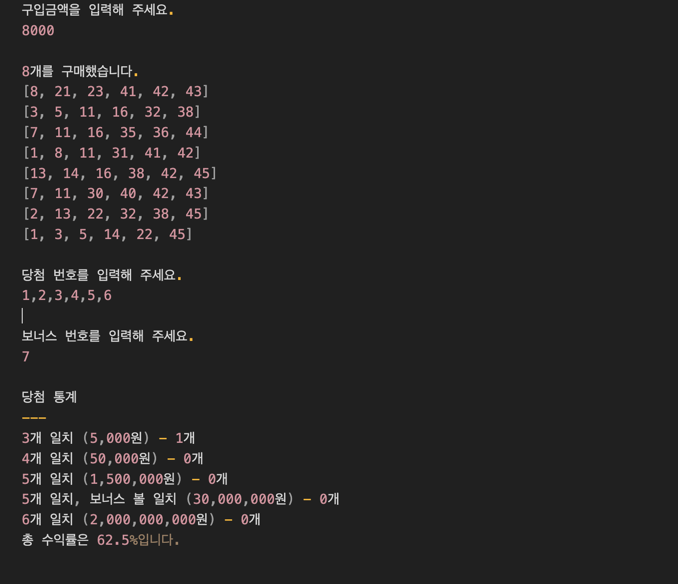 구입금액을 입력해 주세요.
8000
8개를 구매했습니다.
[8, 21, 23, 41, 42, 43]
[3, 5, 11, 16, 32, 38]
[7, 11, 16, 35, 36, 44]
[1, 8, 11, 31, 41, 42]
[13, 14, 16, 38, 42, 45]
[7, 11, 30, 40, 42, 43]
[2, 13, 22, 32, 38, 45]
[1, 3, 5, 14, 22, 45]
당첨 번호를 입력해 주세요.
1,2,3,4,5,6
보너스 번호를 입력해 주세요.
7
당첨 통계
---
3개 일치 (5,000원) - 1개
4개 일치 (50,000원) - 0개
5개 일치 (1,500,000원) - 0개
5개 일치, 보너스 볼 일치 (30,000,000원) - 0개
6개 일치 (2,000,000,000원) - 0개
총 수익률은 62.5%입니다.